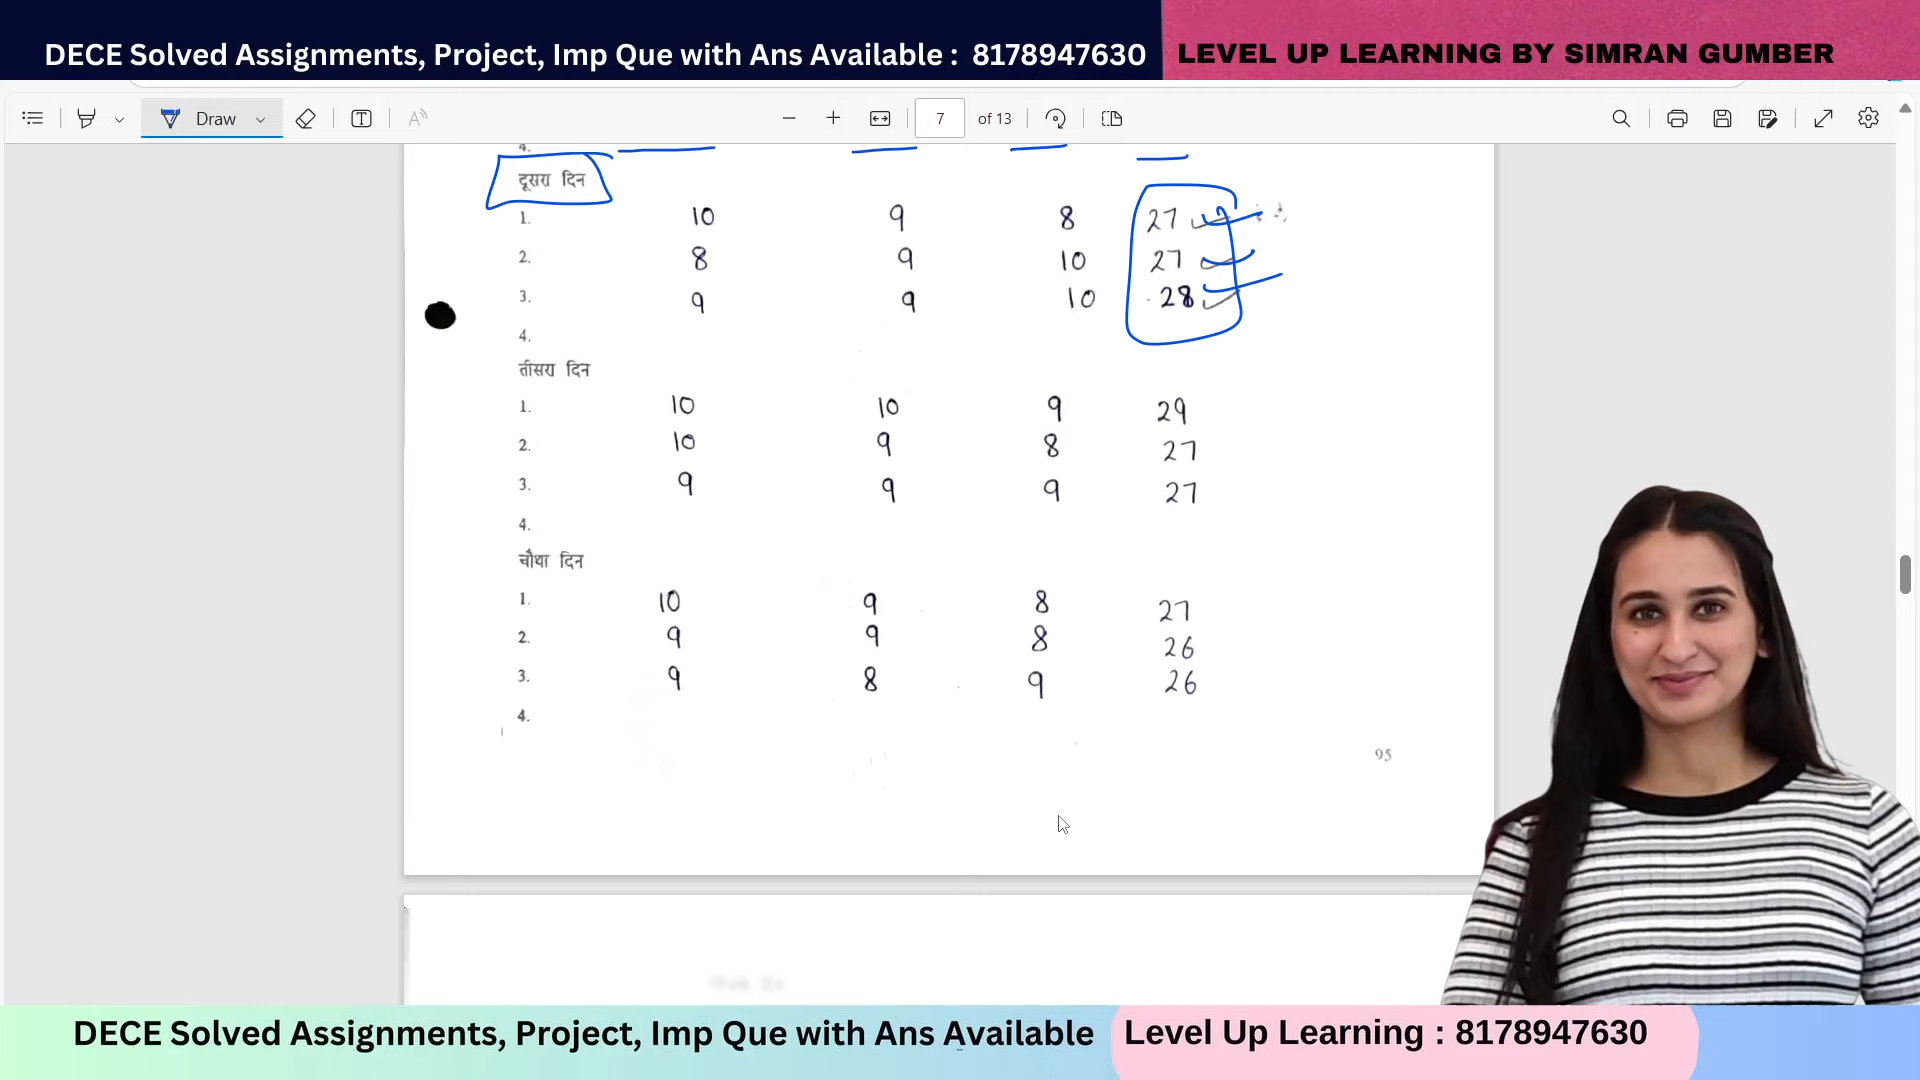 DECE Solved Assignments, Project, Imp Que with Ans Available : 8178947630
LEVEL UP LEARNING BY SIMRAN GUMBER
Draw
7 of 13
4.
दूसरा दिन
1. 10 9 8 27
2. 8 9 10 27
3. 9 9 10 28
4.
तीसरा दिन
1. 10 10 9 29
2. 10 9 8 27
3. 9 9 9 27
4.
चौथा दिन
1. 10 9 8 27
2. 9 9 8 26
3. 9 8 9 26
4.
95
DECE Solved Assignments, Project, Imp Que with Ans Available
Level Up Learning : 8178947630